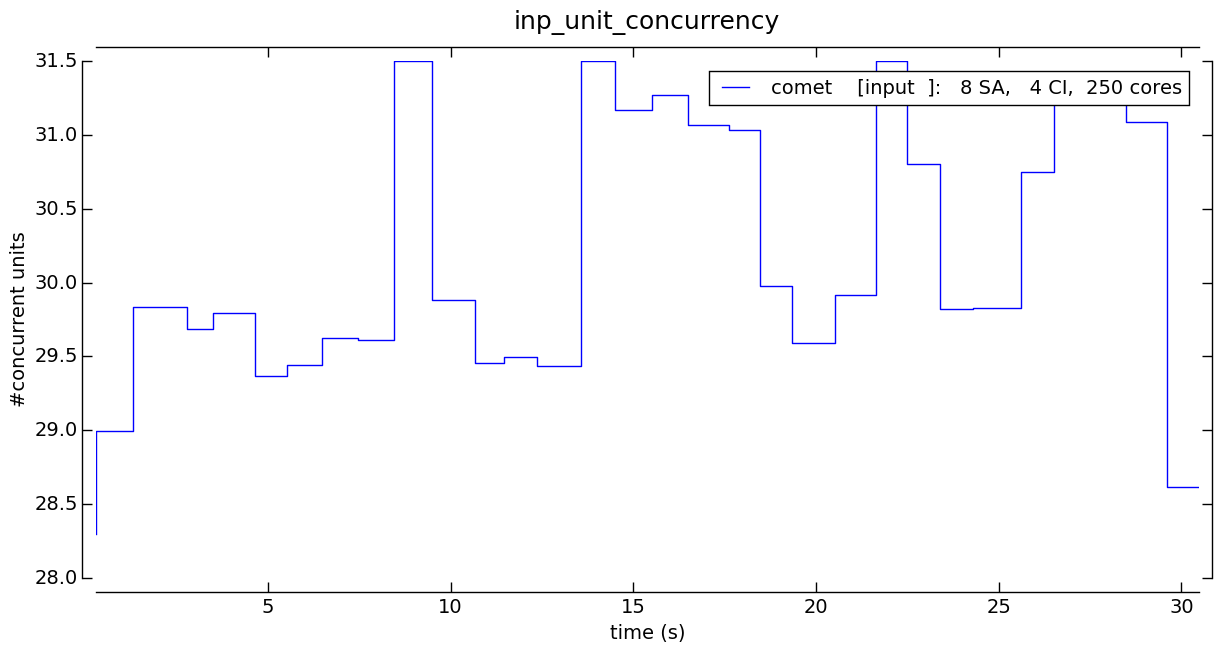 inp_unit_concurrency
31.5
comet    [input  ]:   8 SA,   4 CI,  250 cores
31.0
30.5
30.0
29.5
29.0
28.5
28.0
#concurrent units
5 10 15 20 25 30
time (s)